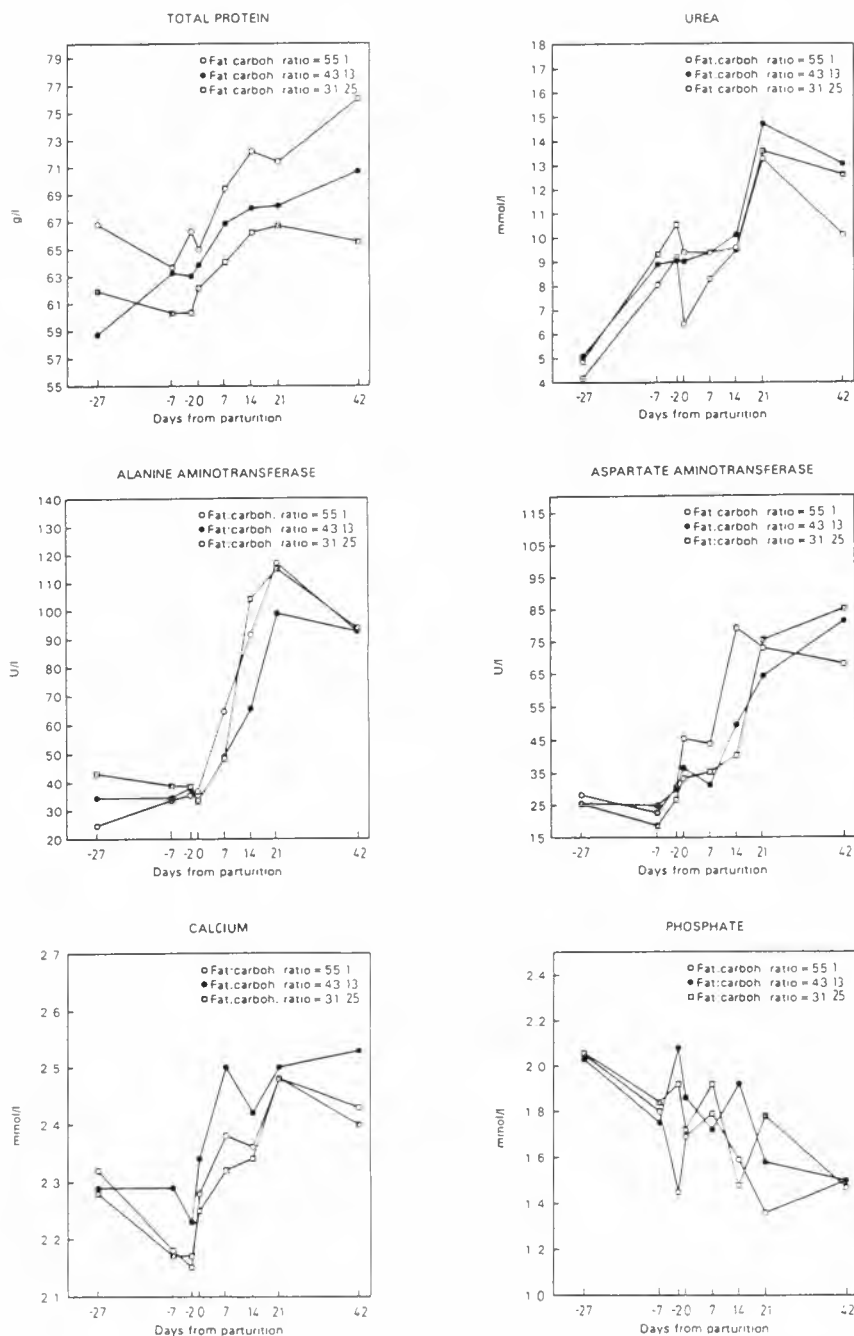 TOTAL PROTEIN
Fat carboh ratio = 55 1
Fat carboh ratio = 43 13
Fat carboh ratio = 31 25
79
77
75
73
71
69
67
65
63
61
59
57
55
g/l
-27 -7 -2 0 7 14 21 42
Days from parturition
UREA
Fat carboh ratio = 55 1
Fat.carboh ratio = 43 13
Fat carboh ratio = 31 25
18
17
16
15
14
13
12
11
10
9
8
7
6
5
4
mmol/l
-27 -7 -2 0 7 14 21 42
Days from parturition
ALANINE AMINOTRANSFERASE
Fat:carboh. ratio = 55 1
Fat:carboh ratio = 43 13
Fat:carboh ratio = 31 25
140
130
120
110
100
90
80
70
60
50
40
30
20
U/l
-27 -7 -2 0 7 14 21 42
Days from parturition
ASPARTATE AMINOTRANSFERASE
Fat carboh ratio = 55 1
Fat.carboh ratio = 43 13
Fat:carboh ratio = 31 25
115
105
95
85
75
65
55
45
35
25
15
U/l
-27 -7 -2 0 7 14 21 42
Days from parturition
CALCIUM
Fat:carboh ratio = 55 1
Fat.carboh ratio = 43 13
Fat.carboh. ratio = 31 25
2 7
2 6
2 5
2 4
2 3
2 2
2 1
mmol/l
-27 -7 -2 0 7 14 21 42
Days from parturition
PHOSPHATE
Fat.carboh ratio = 55 1
Fat.carboh ratio = 43 13
Fat:carboh ratio = 31 25
2 4
2 2
2 0
1 8
1 6
1 4
1 2
1 0
mmol/l
-27 -7 -2 0 7 14 21 42
Days from parturition